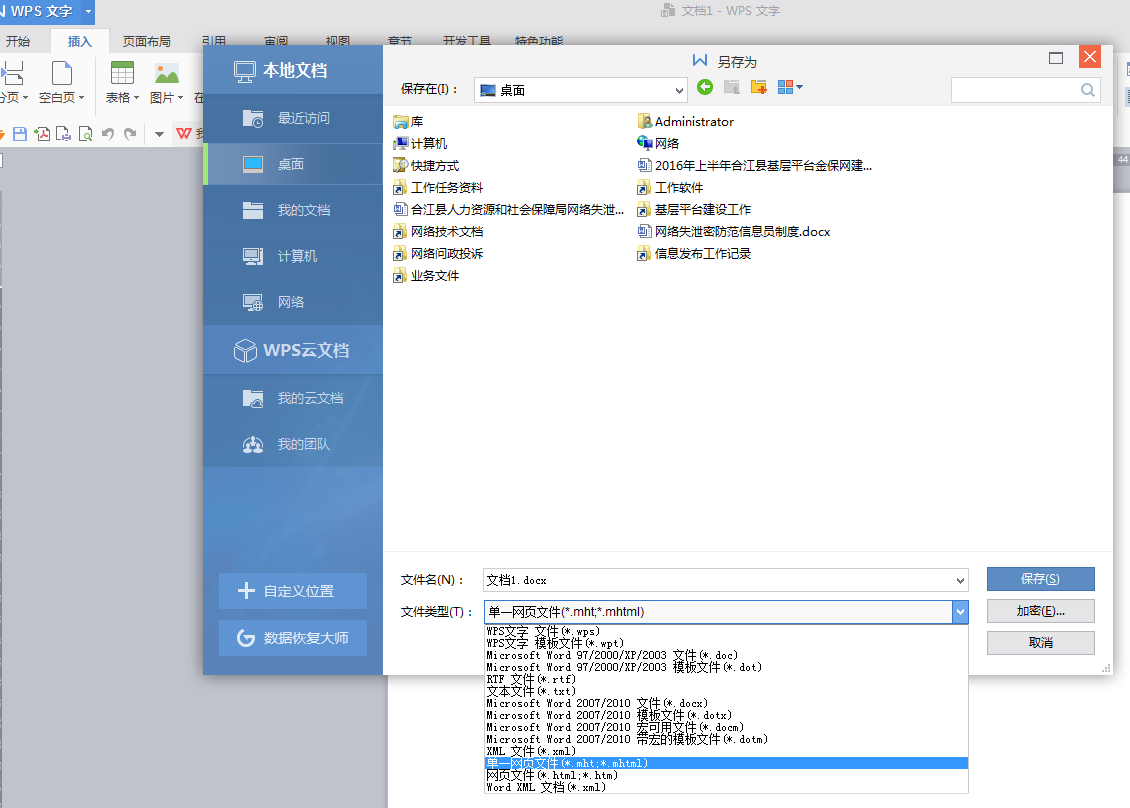 WPS 文字
文档1 - WPS 文字
开始 插入 页面布局 引用 审阅 视图 章节 开发工具 特色功能
分页 空白页 表格 图片 在
我
44
本地文档
最近访问
桌面
我的文档
计算机
网络
WPS云文档
我的云文档
我的团队
自定义位置
数据恢复大师
另存为
保存在(I)： 桌面
库
Administrator
计算机
网络
快捷方式
2016年上半年合江县基层平台金保网建...
工作任务资料
工作软件
合江县人力资源和社会保障局网络失泄...
基层平台建设工作
网络技术文档
网络失泄密防范信息员制度.docx
网络问政投诉
信息发布工作记录
业务文件
文件名(N)： 文档1.docx 保存(S)
文件类型(T)： 单一网页文件(*.mht;*.mhtml) 加密(E)...
取消
WPS文字 文件(*.wps)
WPS文字 模板文件(*.wpt)
Microsoft Word 97/2000/XP/2003 文件(*.doc)
Microsoft Word 97/2000/XP/2003 模板文件(*.dot)
RTF 文件(*.rtf)
文本文件(*.txt)
Microsoft Word 2007/2010 文件(*.docx)
Microsoft Word 2007/2010 模板文件(*.dotx)
Microsoft Word 2007/2010 宏可用文件(*.docm)
Microsoft Word 2007/2010 带宏的模板文件(*.dotm)
XML 文件(*.xml)
单一网页文件(*.mht;*.mhtml)
网页文件(*.html;*.htm)
Word XML 文档(*.xml)